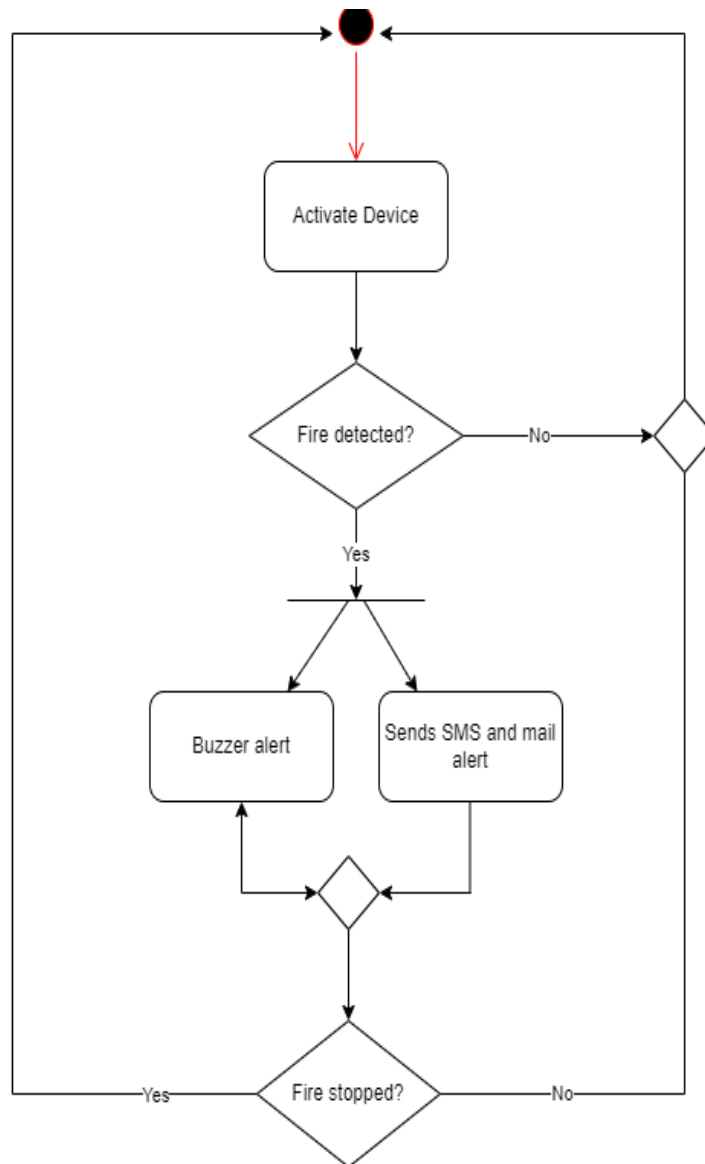 Activate Device
Fire detected?
No
Yes
Buzzer alert
Sends SMS and mail
alert
Fire stopped?
Yes
No